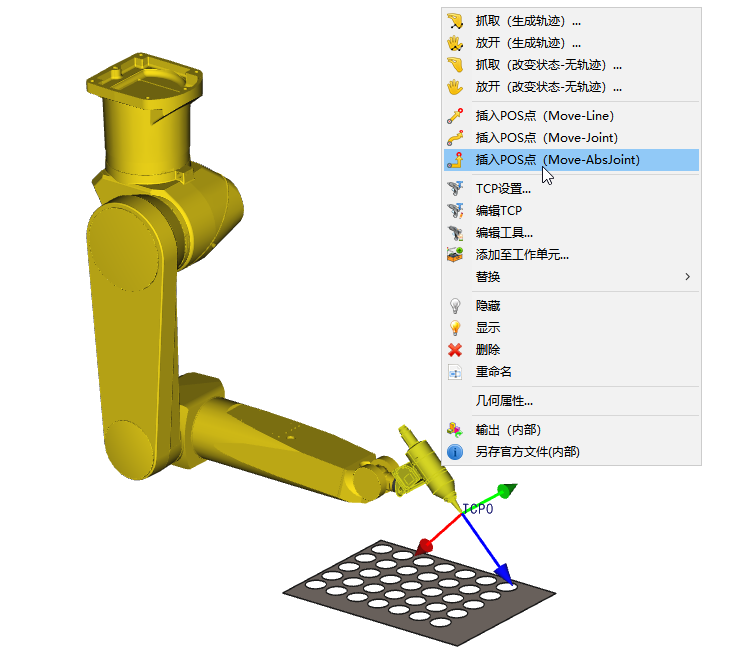 抓取（生成轨迹）...
放开（生成轨迹）...
抓取（改变状态-无轨迹）...
放开（改变状态-无轨迹）...
插入POS点（Move-Line）
插入POS点（Move-Joint)
插入POS点（Move-AbsJoint)
TCP设置...
编辑TCP
编辑工具...
添加至工作单元...
替换
隐藏
显示
删除
重命名
几何属性...
输出（内部）
另存官方文件(内部)
TCP0